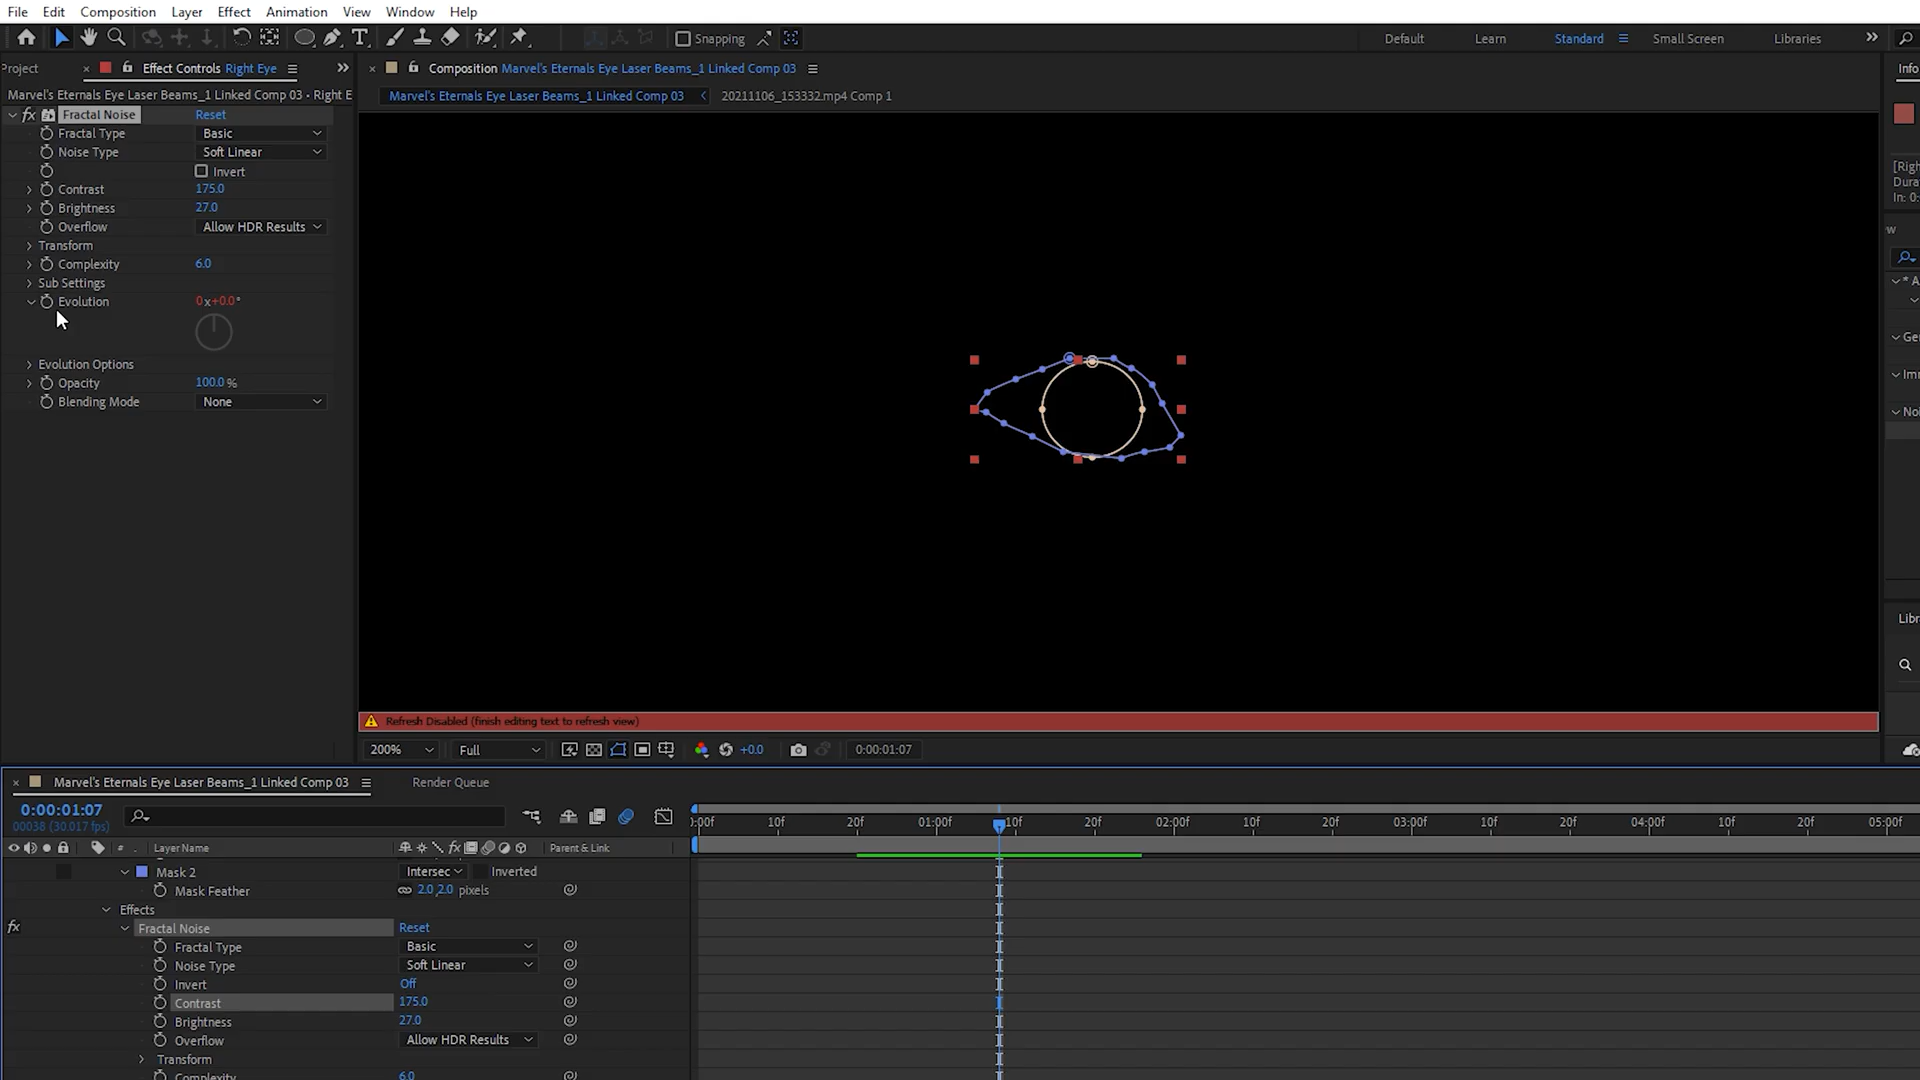 File Edit Composition Layer Effect Animation View Window Help
Snapping Default Learn Standard Small Screen Libraries
Project Effect Controls Right Eye Composition Marvel's Eternals Eye Laser Beams_1 Linked Comp 03 Info
Marvel's Eternals Eye Laser Beams_1 Linked Comp 03 • Right E Marvel's Eternals Eye Laser Beams_1 Linked Comp 03 20211106_153332.mp4 Comp 1
fx Fractal Noise Reset
Fractal Type Basic
Noise Type Soft Linear
Invert
Contrast 175.0
Brightness 27.0
Overflow Allow HDR Results
Transform
Complexity 6.0
Sub Settings
Evolution 0x+0.0°
Evolution Options
Opacity 100.0 %
Blending Mode None
[Righ
Dura
In: 0:
Refresh Disabled (finish editing text to refresh view)
200% Full +0.0 0:00:01:07
Marvel's Eternals Eye Laser Beams_1 Linked Comp 03 Render Queue
0:00:01:07
00038 (30.017 fps)
):00f 10f 20f 01:00f 10f 20f 02:00f 10f 20f 03:00f 10f 20f 04:00f 10f 20f 05:00f
# Layer Name Parent & Link
Mask 2 Intersec Inverted
Mask Feather 2.0,2.0 pixels
Effects
fx Fractal Noise Reset
Fractal Type Basic
Noise Type Soft Linear
Invert Off
Contrast 175.0
Brightness 27.0
Overflow Allow HDR Results
Transform
Complexity 6.0